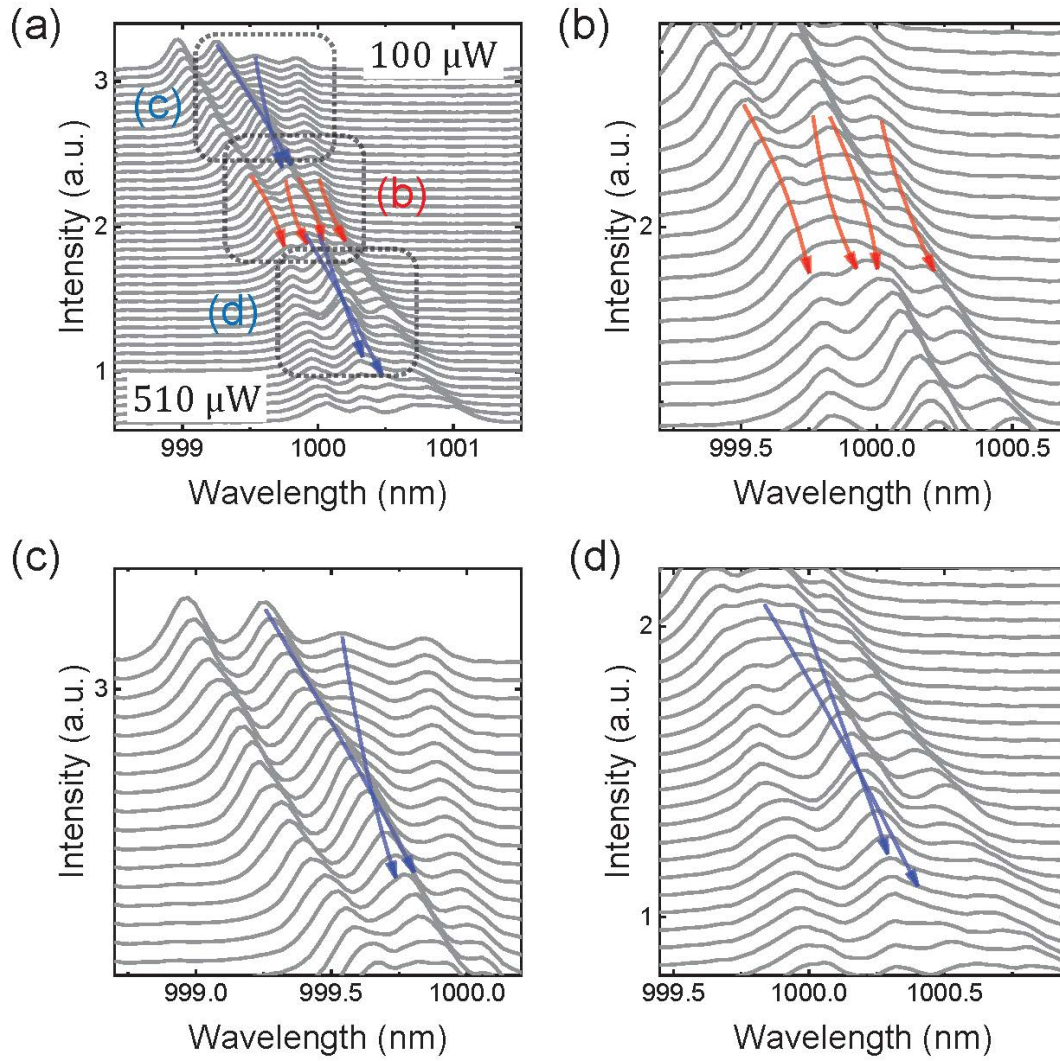 (a)
100 μW
(c)
(b)
(d)
510 μW
3
2
1
Intensity (a.u.)
999 1000 1001
Wavelength (nm)
(b)
2
Intensity (a.u.)
999.5 1000.0 1000.5
Wavelength (nm)
(c)
3
Intensity (a.u.)
999.0 999.5 1000.0
Wavelength (nm)
(d)
2
1
Intensity (a.u.)
999.5 1000.0 1000.5
Wavelength (nm)